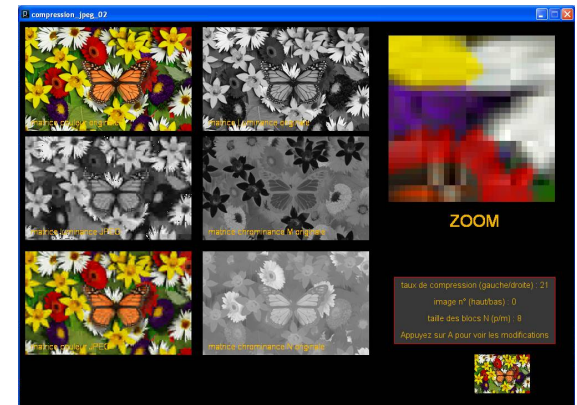 compression_jpeg_02
matrice couleur originale
matrice luminance originale
matrice luminance JPEG
matrice chrominance M originale
ZOOM
matrice couleur JPEG
matrice chrominance N originale
taux de compression (gauche/droite) : 21
image n° (haut/bas) : 0
taille des blocs N (p/m) : 8
Appuyez sur A pour voir les modifications